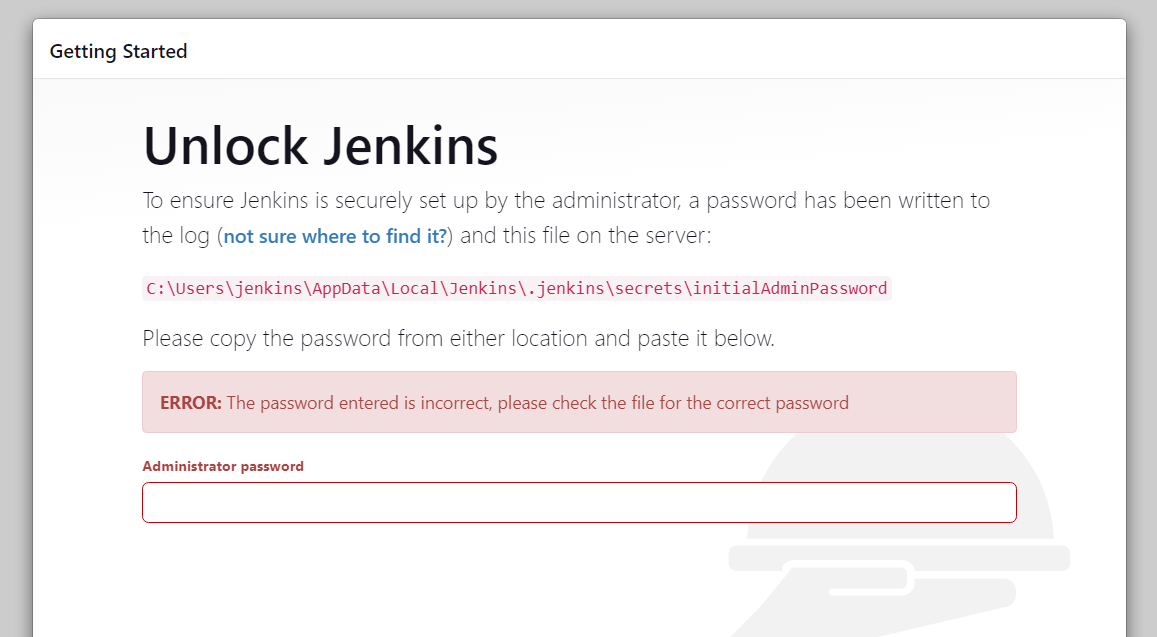 Getting Started
Unlock Jenkins
To ensure Jenkins is securely set up by the administrator, a password has been written to
the log (not sure where to find it?) and this file on the server:
C:\Users\jenkins\AppData\Local\Jenkins\.jenkins\secrets\initialAdminPassword
Please copy the password from either location and paste it below.
ERROR: The password entered is incorrect, please check the file for the correct password
Administrator password